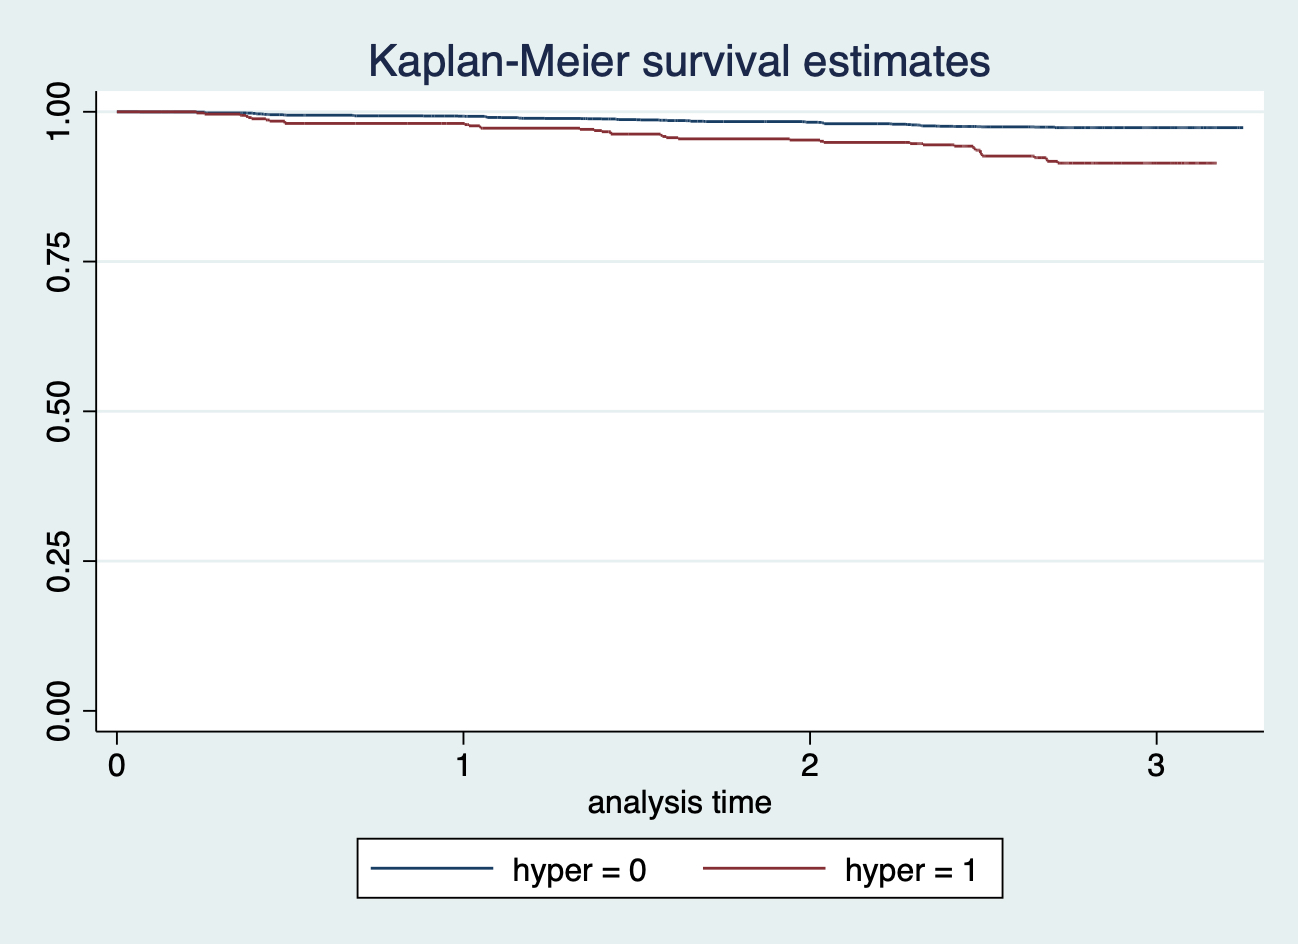 Kaplan-Meier survival estimates
1.00
0.75
0.50
0.25
0.00
0 1 2 3
analysis time
hyper = 0 hyper = 1